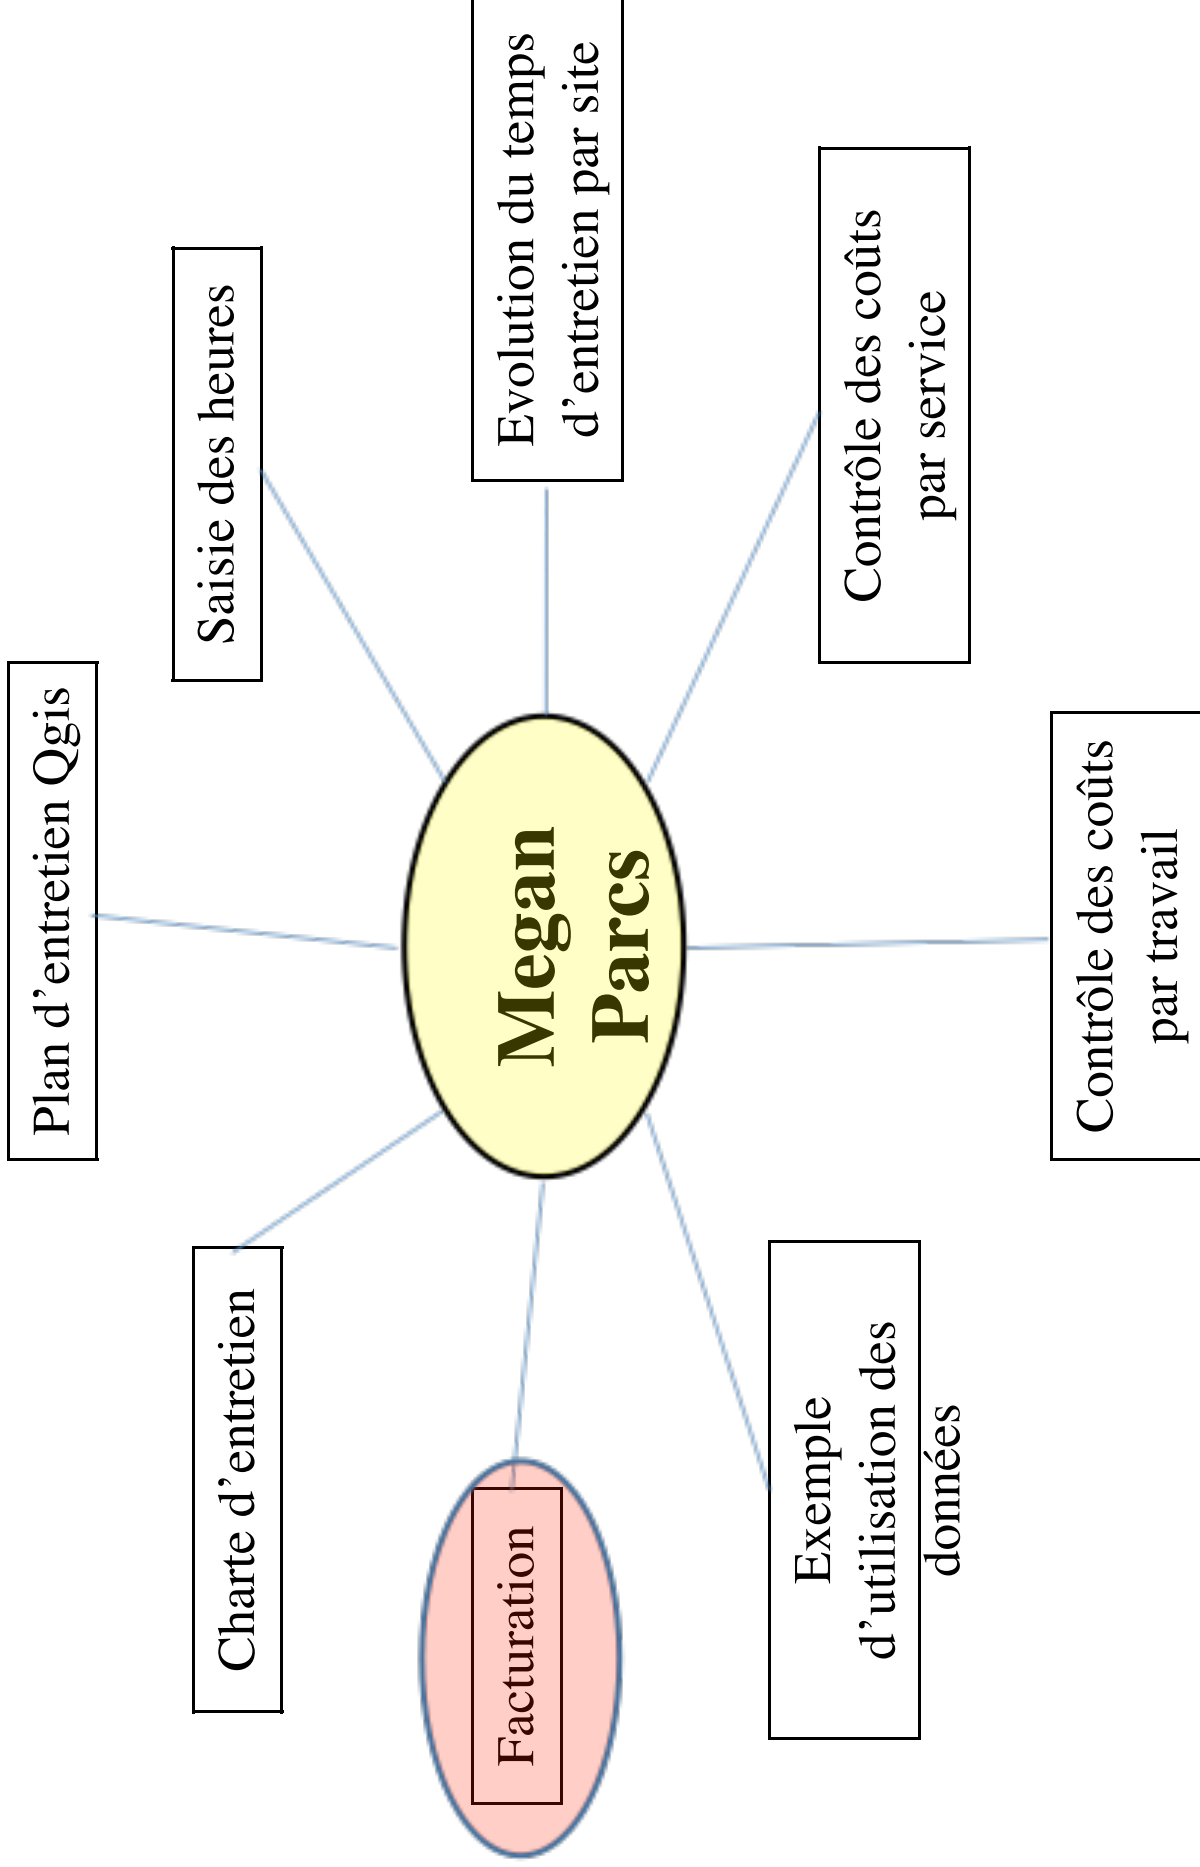 Plan d’entretien Qgis
Charte d’entretien
Saisie des heures
Facturation
Megan
Parcs
Evolution du temps
d’entretien par site
Exemple
d’utilisation des
données
Contrôle des coûts
par service
Contrôle des coûts
par travail